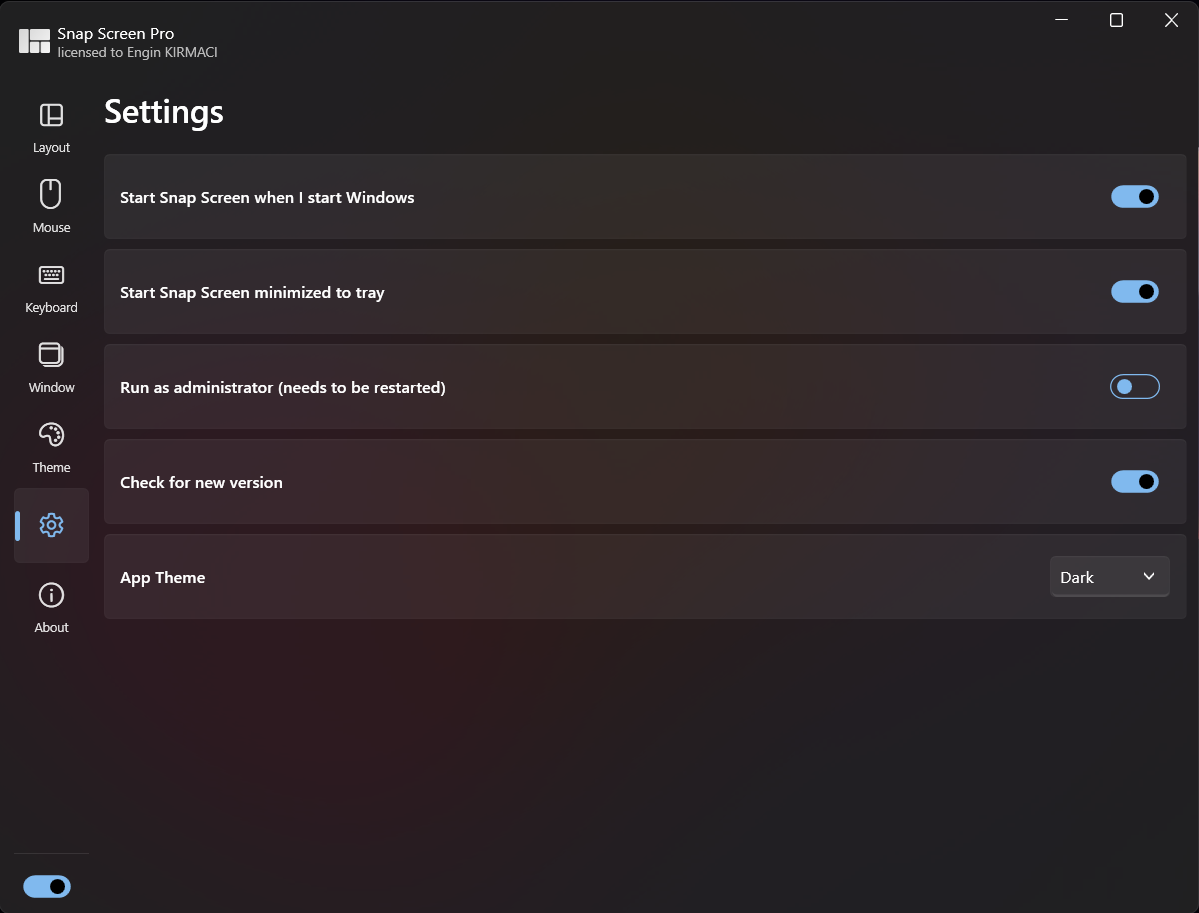 Snap Screen Pro
licensed to Engin KIRMACI
Layout
Mouse
Keyboard
Window
Theme
About
Settings
Start Snap Screen when I start Windows
Start Snap Screen minimized to tray
Run as administrator (needs to be restarted)
Check for new version
App Theme
Dark